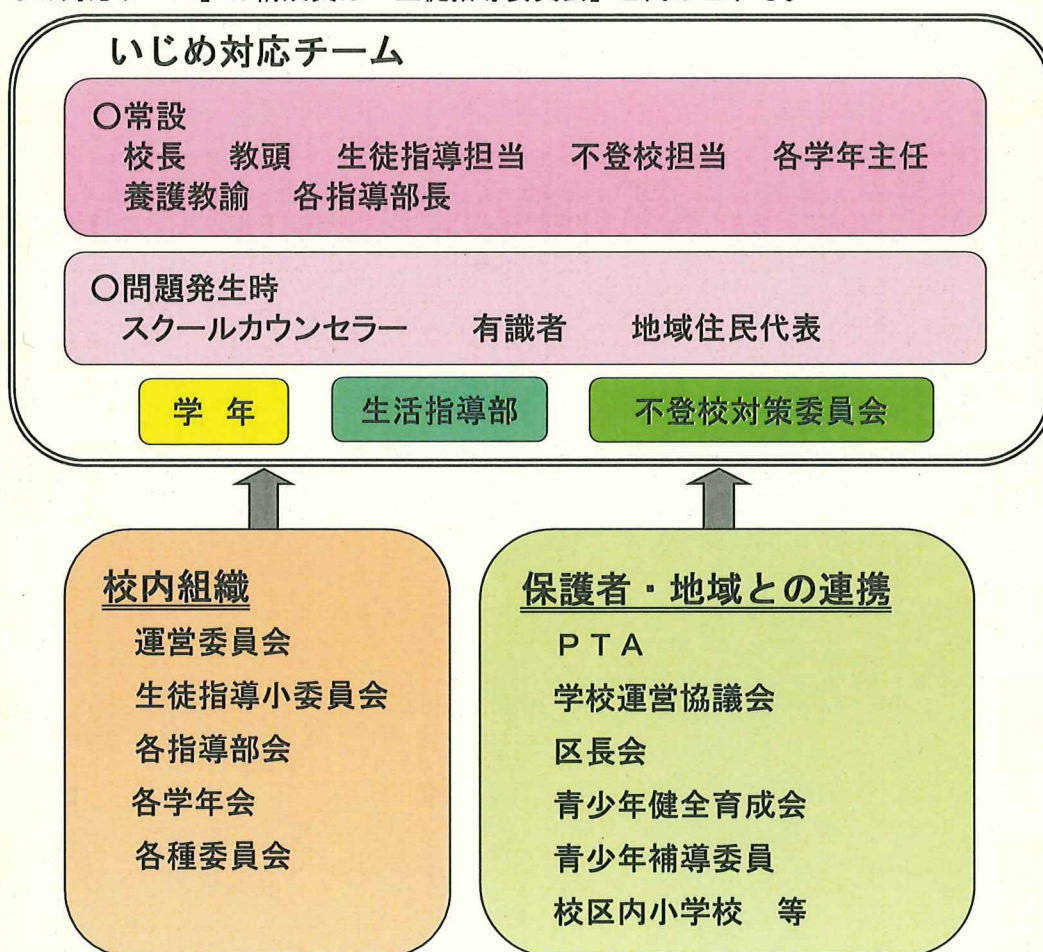 いじめ対応チーム
〇常設
校長 教頭 生徒指導担当 不登校担当 各学年主任
養護教諭 各指導部長
〇問題発生時
スクールカウンセラー 有識者 地域住民代表
学 年 生活指導部 不登校対策委員会
校内組織
運営委員会
生徒指導小委員会
各指導部会
各学年会
各種委員会
保護者・地域との連携
PTA
学校運営協議会
区長会
青少年健全育成会
青少年補導委員
校区内小学校 等